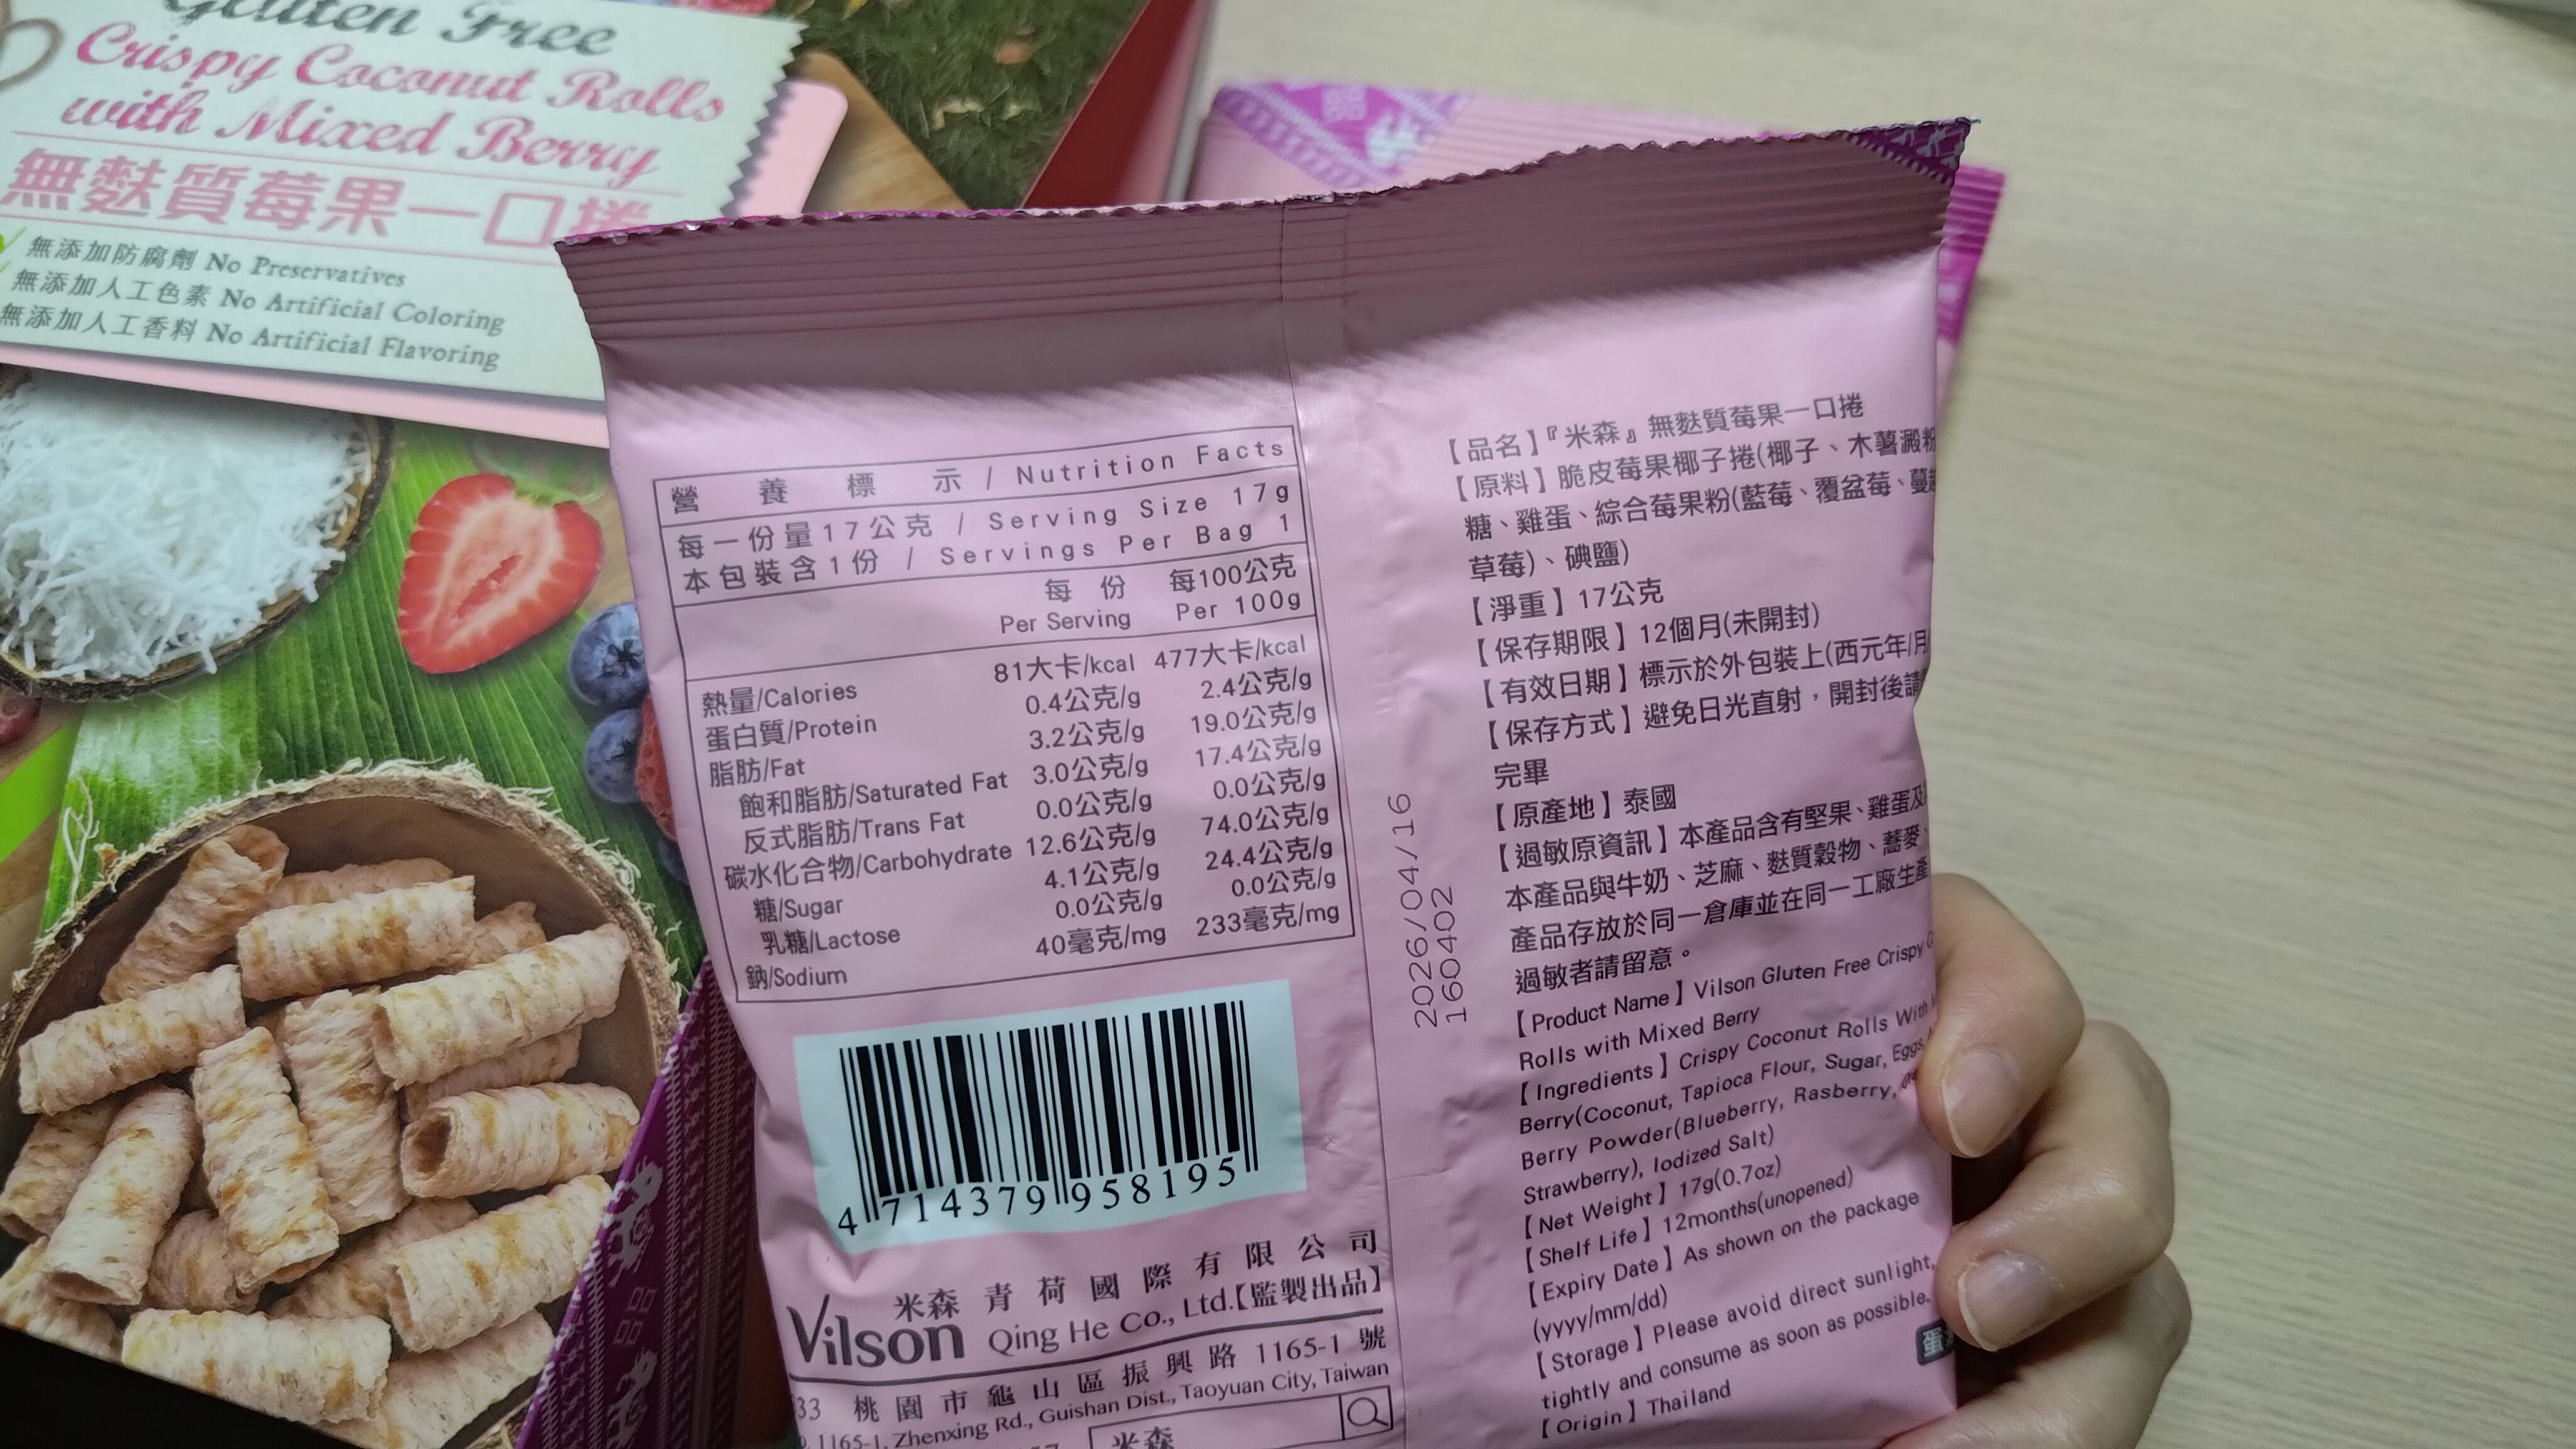 Gluten Free
Crispy Coconut Rolls
with Mixed Berry
無麩質莓果一口捲
無添加防腐劑 No Preservatives
無添加人工色素 No Artificial Coloring
無添加人工香料 No Artificial Flavoring
營養標示/Nutrition Facts
每一份量17公克 / Serving Size 17g
本包裝含1份 / Servings Per Bag 1
每份 每100公克
Per Serving Per 100g
熱量/Calories 81大卡/kcal 477大卡/kcal
蛋白質/Protein 0.4公克/g 2.4公克/g
脂肪/Fat 3.2公克/g 19.0公克/g
飽和脂肪/Saturated Fat 3.0公克/g 17.4公克/g
反式脂肪/Trans Fat 0.0公克/g 0.0公克/g
碳水化合物/Carbohydrate 12.6公克/g 74.0公克/g
糖/Sugar 4.1公克/g 24.4公克/g
乳糖/Lactose 0.0公克/g 0.0公克/g
鈉/Sodium 40毫克/mg 233毫克/mg
4 714379 958195
米森 青荷國際有限公司
Vilson Qing He Co., Ltd.【監製出品】
33 桃園市龜山區振興路1165-1號
1165-1, Zhenxing Rd., Guishan Dist., Taoyuan City, Taiwan
米森
2026/04/16
160402
【品名】『米森』無麩質莓果一口捲
【原料】脆皮莓果椰子捲(椰子、木薯澱粉
糖、雞蛋、綜合莓果粉(藍莓、覆盆莓、蔓
草莓)、碘鹽)
【淨重】17公克
【保存期限】12個月(未開封)
【有效日期】標示於外包裝上(西元年/月
【保存方式】避免日光直射，開封後請
完畢
【原產地】泰國
【過敏原資訊】本產品含有堅果、雞蛋及
本產品與牛奶、芝麻、麩質穀物、蕎麥、
產品存放於同一倉庫並在同一工廠生產
過敏者請留意。
【Product Name】Vilson Gluten Free Crispy
Rolls with Mixed Berry
【Ingredients】Crispy Coconut Rolls With
Berry(Coconut, Tapioca Flour, Sugar, Eggs,
Berry Powder(Blueberry, Rasberry,
Strawberry), Iodized Salt)
【Net Weight】17g(0.7oz)
【Shelf Life】12months(unopened)
【Expiry Date】As shown on the package
(yyyy/mm/dd)
【Storage】Please avoid direct sunlight,
tightly and consume as soon as possible.
【Origin】Thailand
蛋